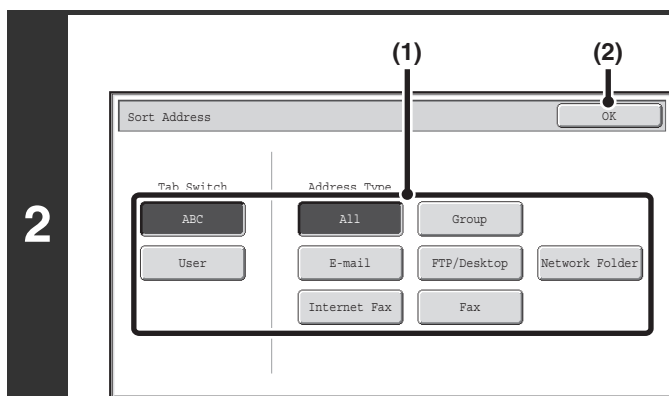 (1) (2)
Sort Address OK
Tab Switch Address Type
2
ABC All Group
User E-mail FTP/Desktop Network Folder
Internet Fax Fax